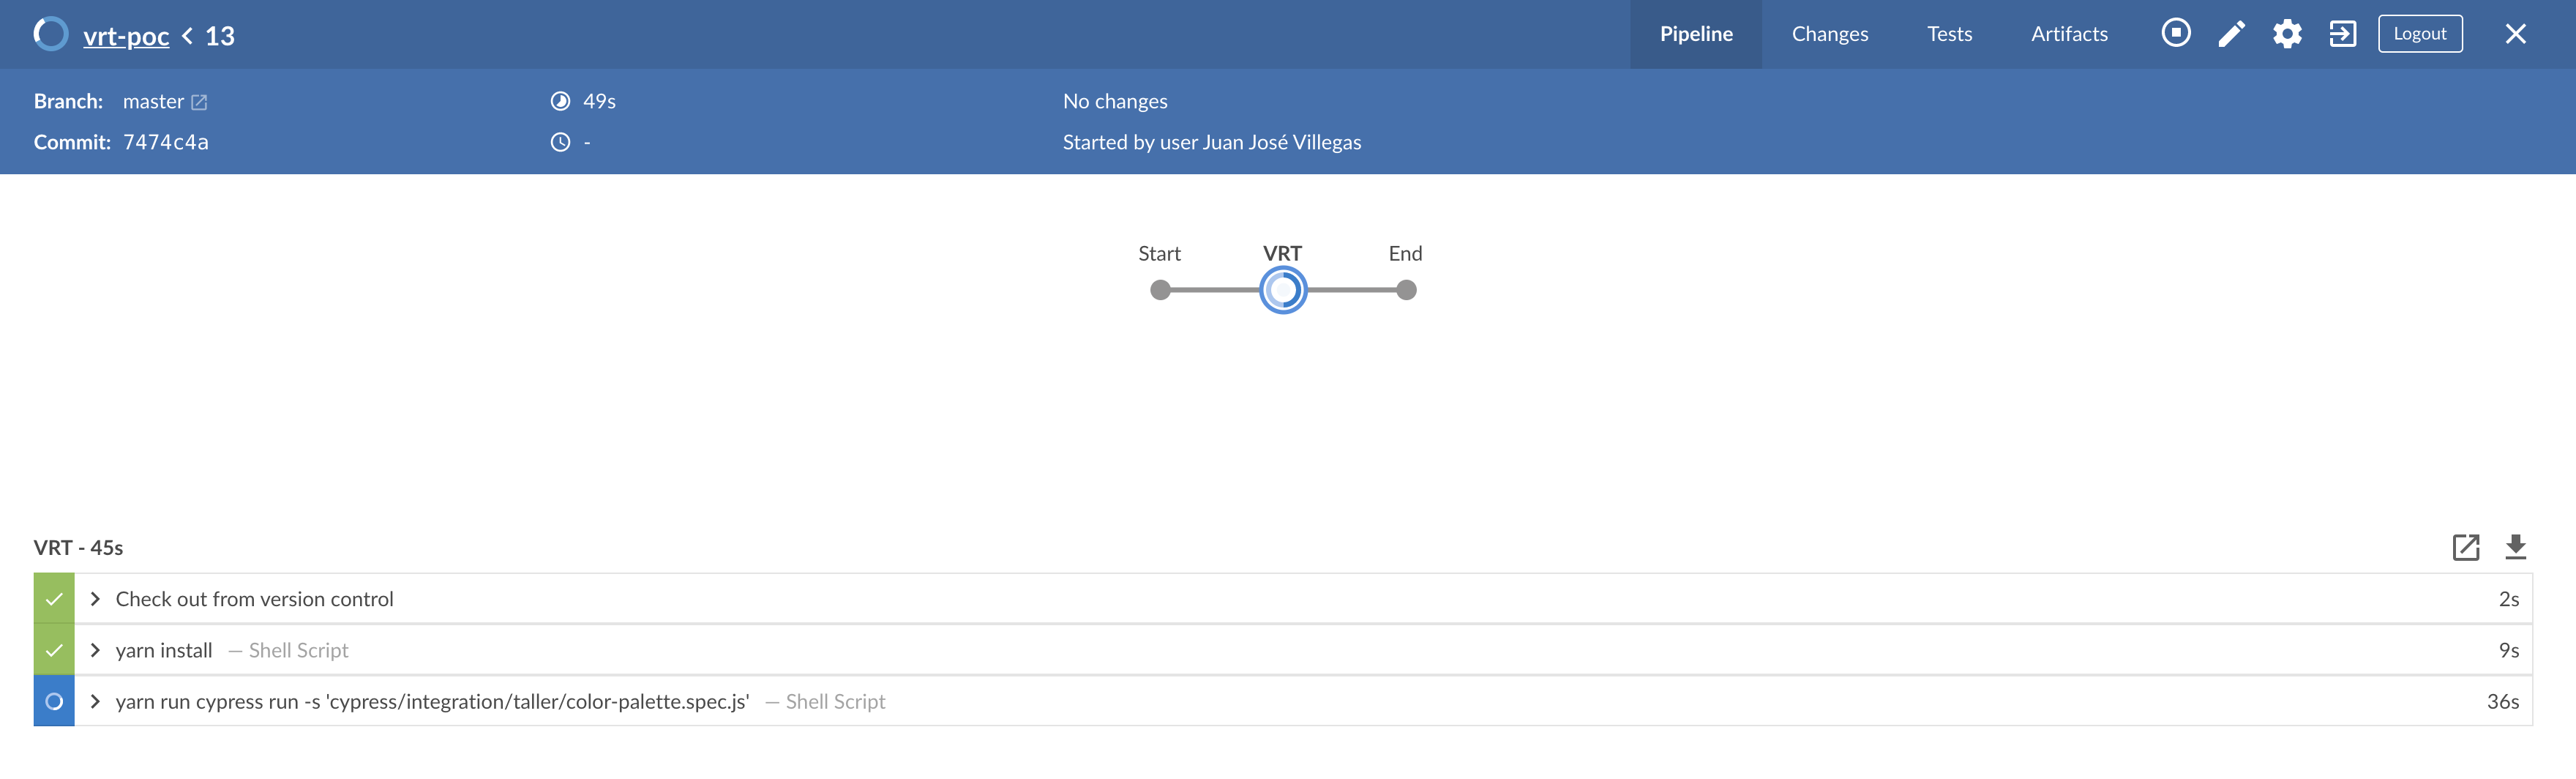 vrt-poc < 13 Pipeline Changes Tests Artifacts Logout
Branch: master 49s No changes
Commit: 7474c4a - Started by user Juan José Villegas
Start VRT End
VRT - 45s
Check out from version control 2s
yarn install — Shell Script 9s
yarn run cypress run -s 'cypress/integration/taller/color-palette.spec.js' — Shell Script 36s